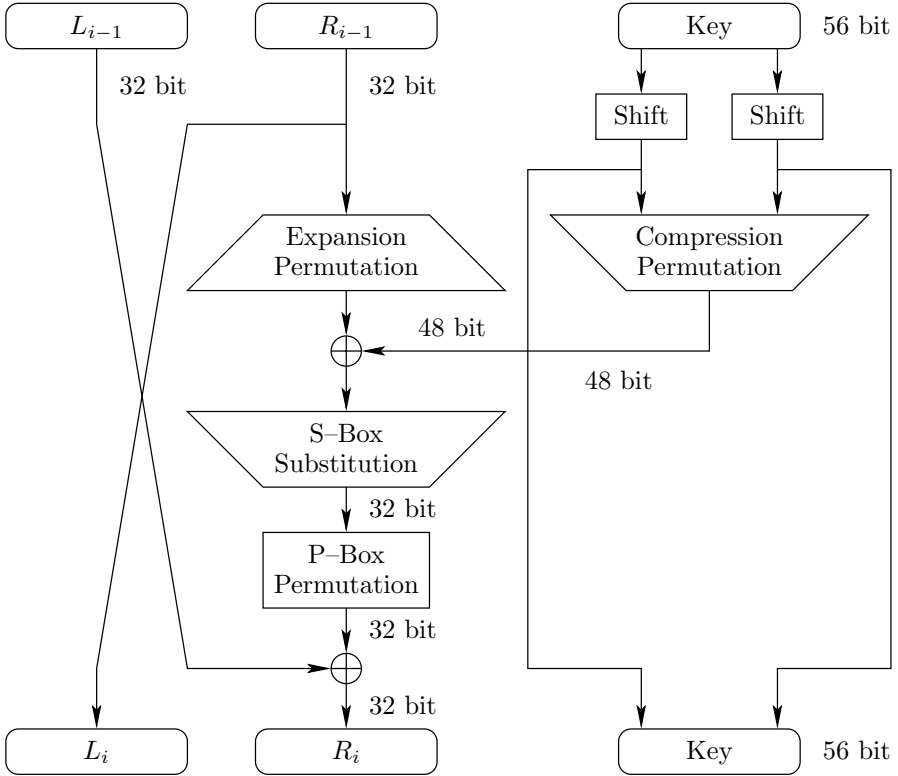 L_{i−1}
R_{i−1}
Key
56 bit
32 bit
32 bit
Shift
Shift
Expansion
Permutation
Compression
Permutation
48 bit
48 bit
S–Box
Substitution
32 bit
P–Box
Permutation
32 bit
32 bit
L_i
R_i
Key
56 bit